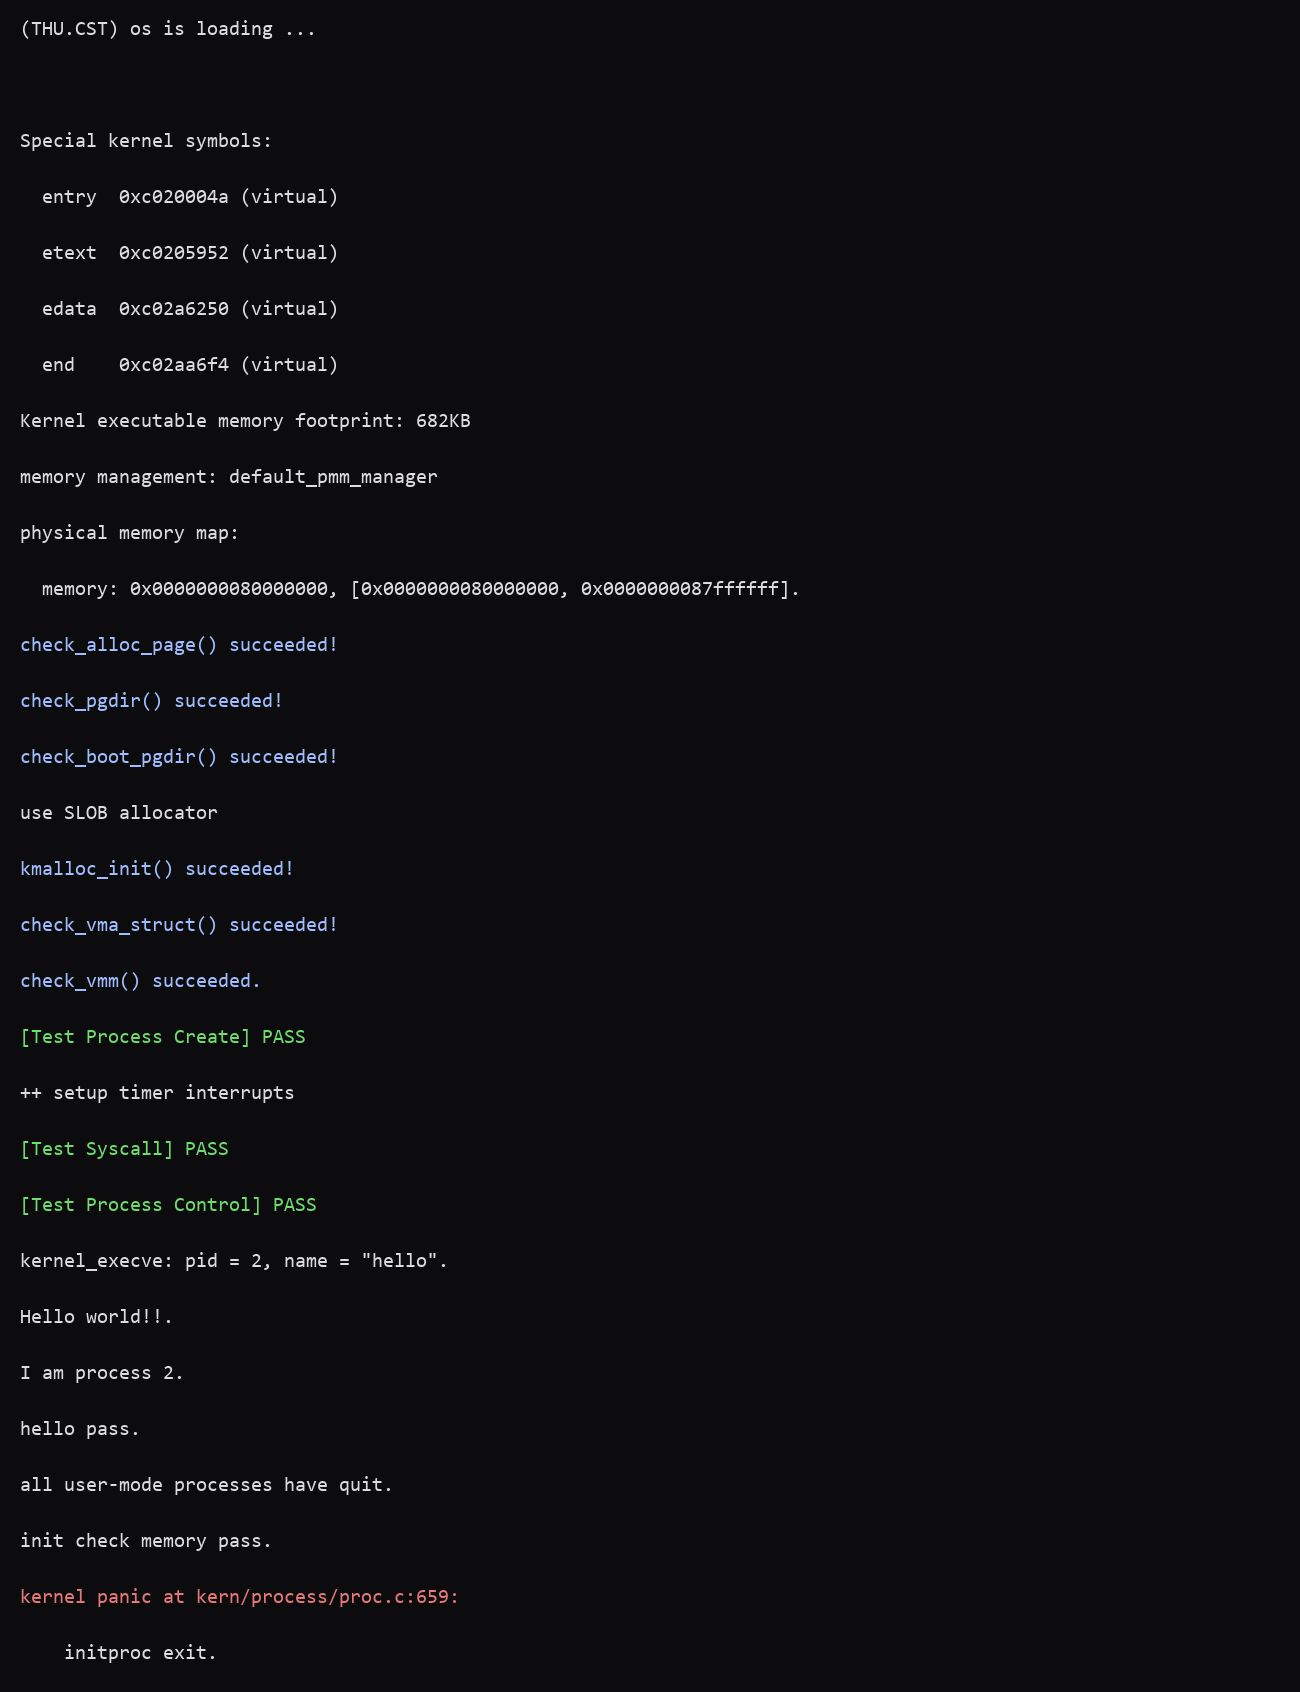 (THU.CST) os is loading ...
Special kernel symbols:
  entry  0xc020004a (virtual)
  etext  0xc0205952 (virtual)
  edata  0xc02a6250 (virtual)
  end    0xc02aa6f4 (virtual)
Kernel executable memory footprint: 682KB
memory management: default_pmm_manager
physical memory map:
  memory: 0x0000000080000000, [0x0000000080000000, 0x0000000087ffffff].
check_alloc_page() succeeded!
check_pgdir() succeeded!
check_boot_pgdir() succeeded!
use SLOB allocator
kmalloc_init() succeeded!
check_vma_struct() succeeded!
check_vmm() succeeded.
[Test Process Create] PASS
++ setup timer interrupts
[Test Syscall] PASS
[Test Process Control] PASS
kernel_execve: pid = 2, name = "hello".
Hello world!!.
I am process 2.
hello pass.
all user-mode processes have quit.
init check memory pass.
kernel panic at kern/process/proc.c:659:
    initproc exit.